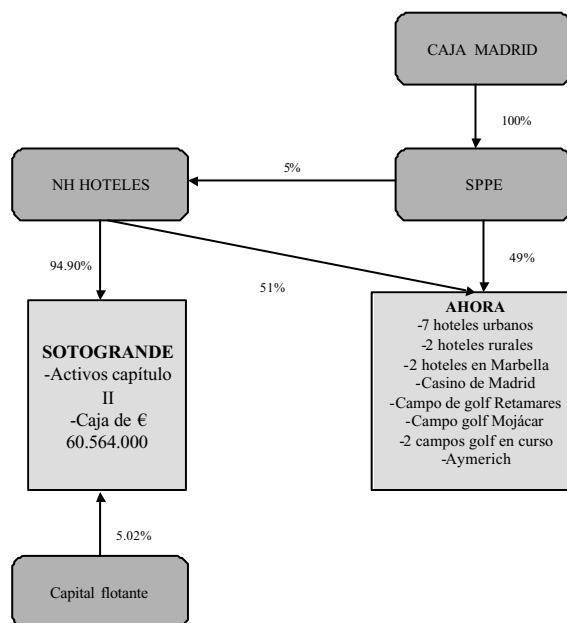 CAJA MADRID
100%
NH HOTELES
5%
SPPE
94.90%
51%
49%
SOTOGRANDE
-Activos capítulo
II
-Caja de €
60.564.000
AHORA
-7 hoteles urbanos
-2 hoteles rurales
-2 hoteles en Marbella
-Casino de Madrid
-Campo de golf Retamares
-Campo golf Mojácar
-2 campos golf en curso
-Aymerich
5.02%
Capital flotante